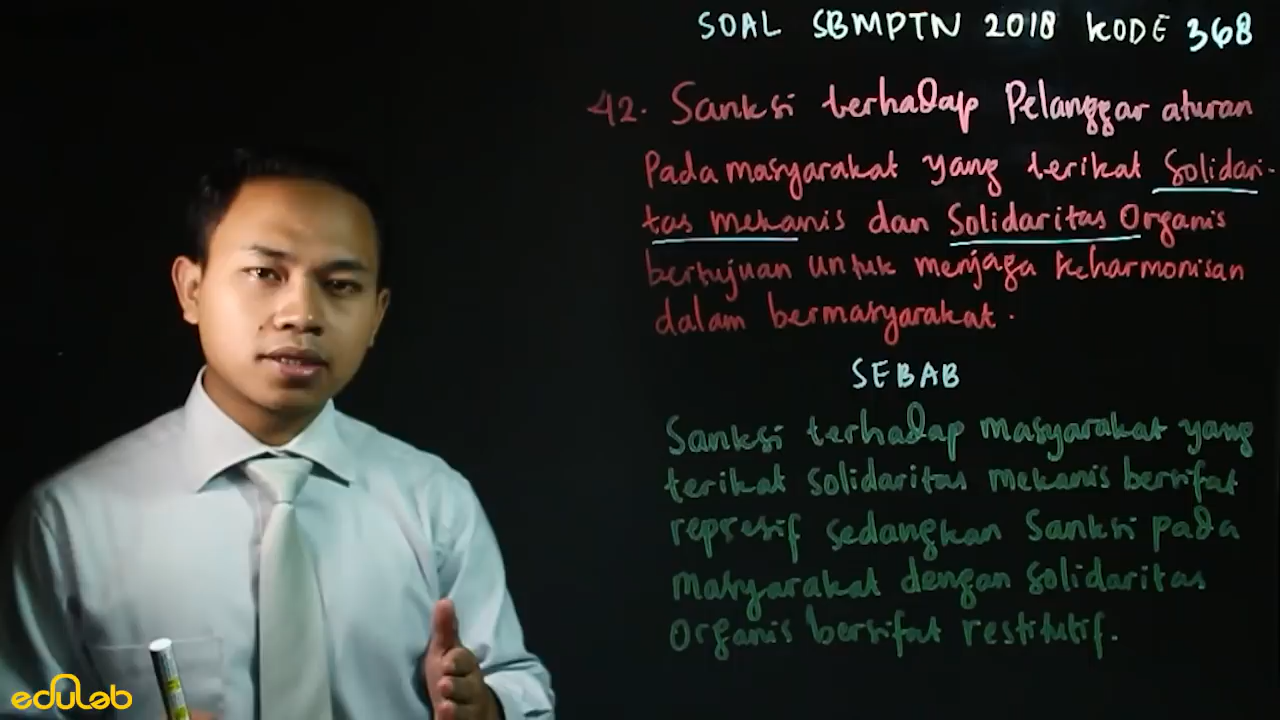 SOAL SBMPTN 2018 KODE 368
42. Sanksi terhadap Pelanggar aturan
Pada masyarakat yang terikat Solidari-
tas mekanis dan Solidaritas Organis
bertujuan untuk menjaga keharmonisan
dalam bermasyarakat.
SEBAB
Sanksi terhadap masyarakat yang
terikat solidaritas mekanis bersifat
represif sedangkan Sanksi pada
masyarakat dengan solidaritas
Organis bersifat restitutif.
edulab